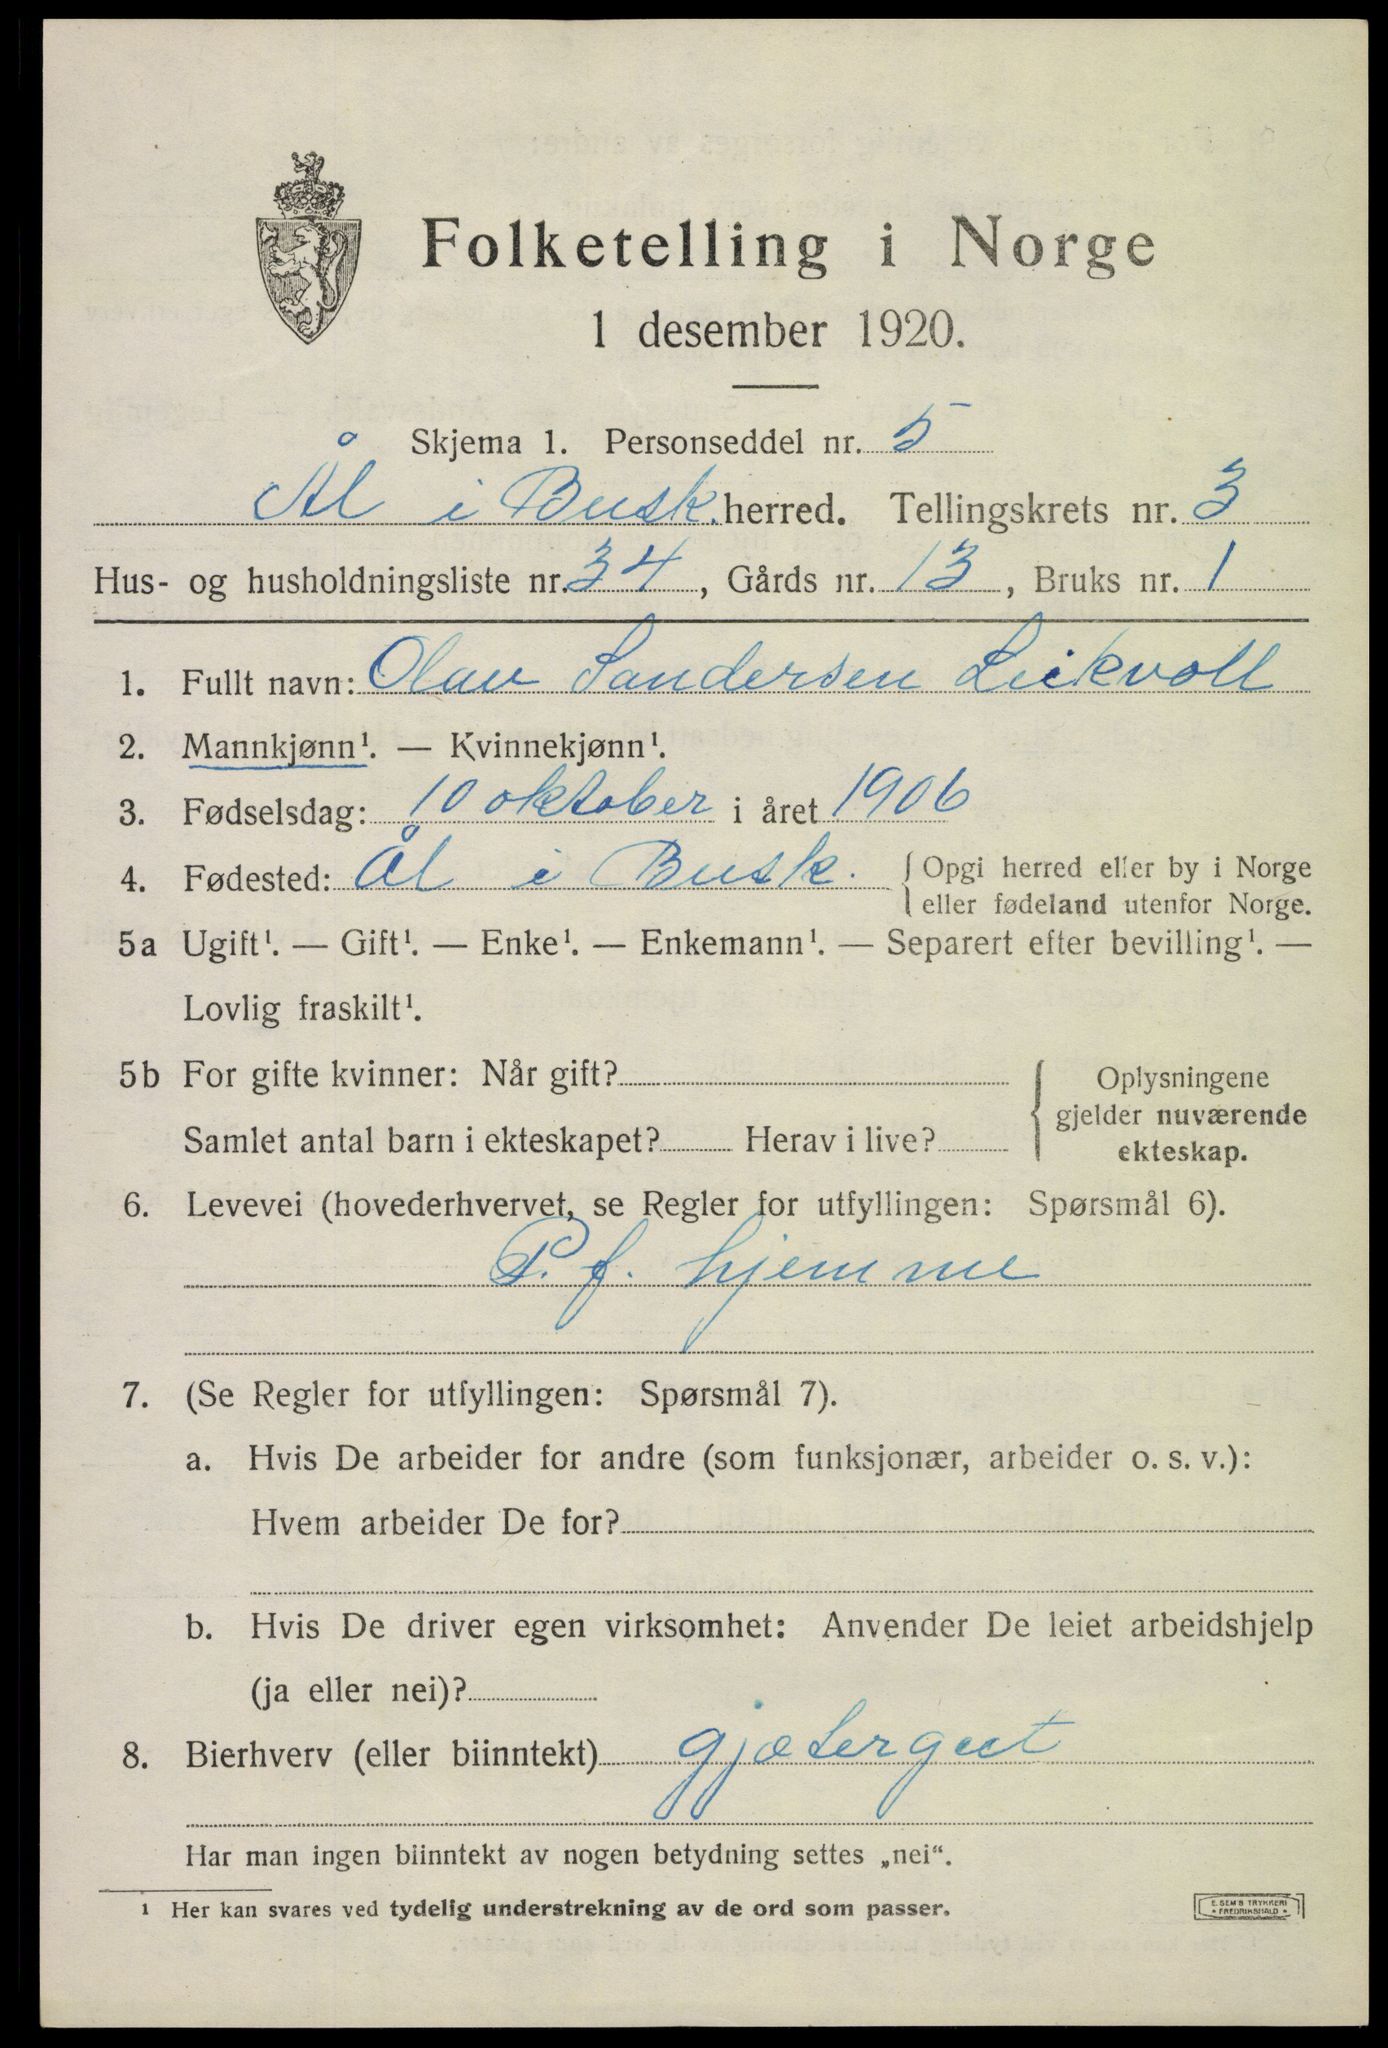 Folketelling i Norge
1 desember 1920.
Skjema 1. Personseddel nr. 5
Ål i Busk. herred. Tellingskrets nr. 3
Hus- og husholdningsliste nr. 34, Gårds nr. 13, Bruks nr. 1
1. Fullt navn: Olav Sandersen Leikvoll
2. Mannkjønn¹. — Kvinnekjønn¹.
3. Fødselsdag: 10 oktober i året 1906
4. Fødested: Ål i Busk. { Opgi herred eller by i Norge
eller fødeland utenfor Norge.
5a Ugift¹. — Gift¹. — Enke¹. — Enkemann¹. — Separert efter bevilling¹. —
Lovlig fraskilt¹.
5b For gifte kvinner: Når gift?
Samlet antal barn i ekteskapet? Herav i live?
Oplysningene
gjelder nuværende
ekteskap.
6. Levevei (hovederhvervet, se Regler for utfyllingen: Spørsmål 6).
P. f. hjemme
7. (Se Regler for utfyllingen: Spørsmål 7).
a. Hvis De arbeider for andre (som funksjonær, arbeider o. s. v.):
Hvem arbeider De for?
b. Hvis De driver egen virksomhet: Anvender De leiet arbeidshjelp
(ja eller nei)?
8. Bierhverv (eller biinntekt) gjætergut
Har man ingen biinntekt av nogen betydning settes „nei“.
¹ Her kan svares ved tydelig understrekning av de ord som passer.
E. SEM'S TRYKKERI
• FREDRIKSHALD •